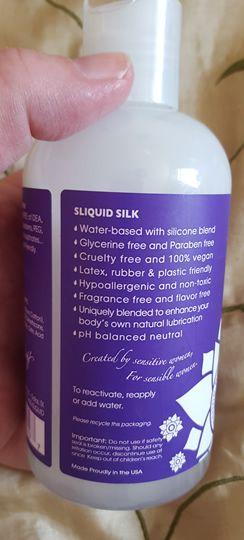 SLIQUID SILK
Water-based with silicone blend
Glycerine free and Paraben free
Cruelty free and 100% vegan
Latex, rubber & plastic friendly
Hypoallergenic and non-toxic
Fragrance free and flavor free
Uniquely blended to enhance your
body's own natural lubrication
pH balanced neutral
Created by sensitive women,
For sensible women.
To reactivate, reapply
or add water.
Please recycle this packaging.
Important: Do not use if safety
seal is broken/missing. Should any
irritation occur, discontinue use at
once. Keep out of children's reach.
Made Proudly in the USA
of DEA,
PEG,
friendly